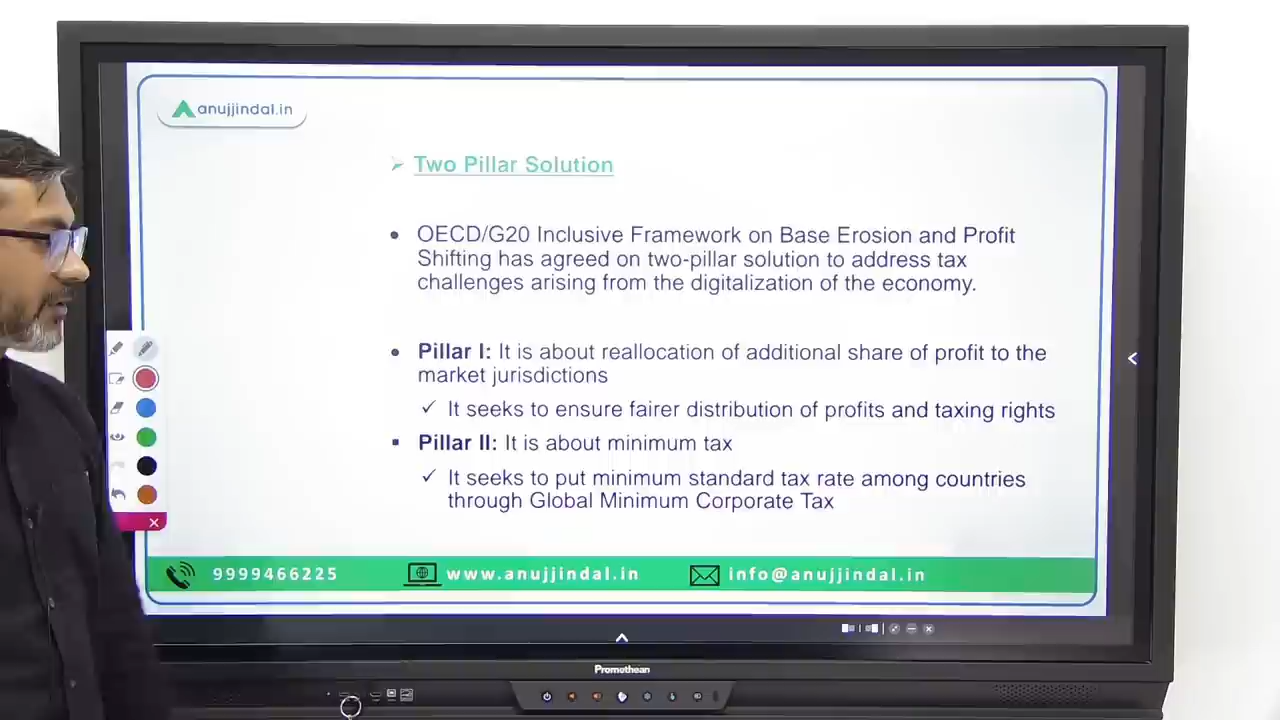 anujjindal.in
Two Pillar Solution
OECD/G20 Inclusive Framework on Base Erosion and Profit
Shifting has agreed on two-pillar solution to address tax
challenges arising from the digitalization of the economy.
Pillar I: It is about reallocation of additional share of profit to the
market jurisdictions
It seeks to ensure fairer distribution of profits and taxing rights
Pillar II: It is about minimum tax
It seeks to put minimum standard tax rate among countries
through Global Minimum Corporate Tax
9999466225
www.anujjindal.in
info@anujjindal.in
Promethean